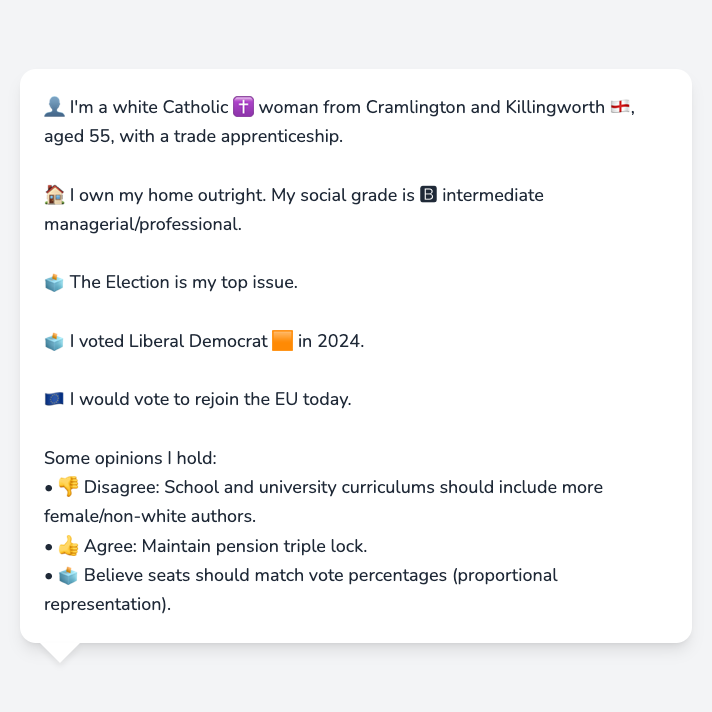 👤 I'm a white Catholic ✝️ woman from Cramlington and Killingworth 🏴󠁧󠁢󠁥󠁮󠁧󠁿,
aged 55, with a trade apprenticeship.
🏠 I own my home outright. My social grade is 🅱 intermediate
managerial/professional.
🗳️ The Election is my top issue.
🗳️ I voted Liberal Democrat 🟧 in 2024.
🇪🇺 I would vote to rejoin the EU today.
Some opinions I hold:
• 👎 Disagree: School and university curriculums should include more
female/non-white authors.
• 👍 Agree: Maintain pension triple lock.
• 🗳️ Believe seats should match vote percentages (proportional
representation).